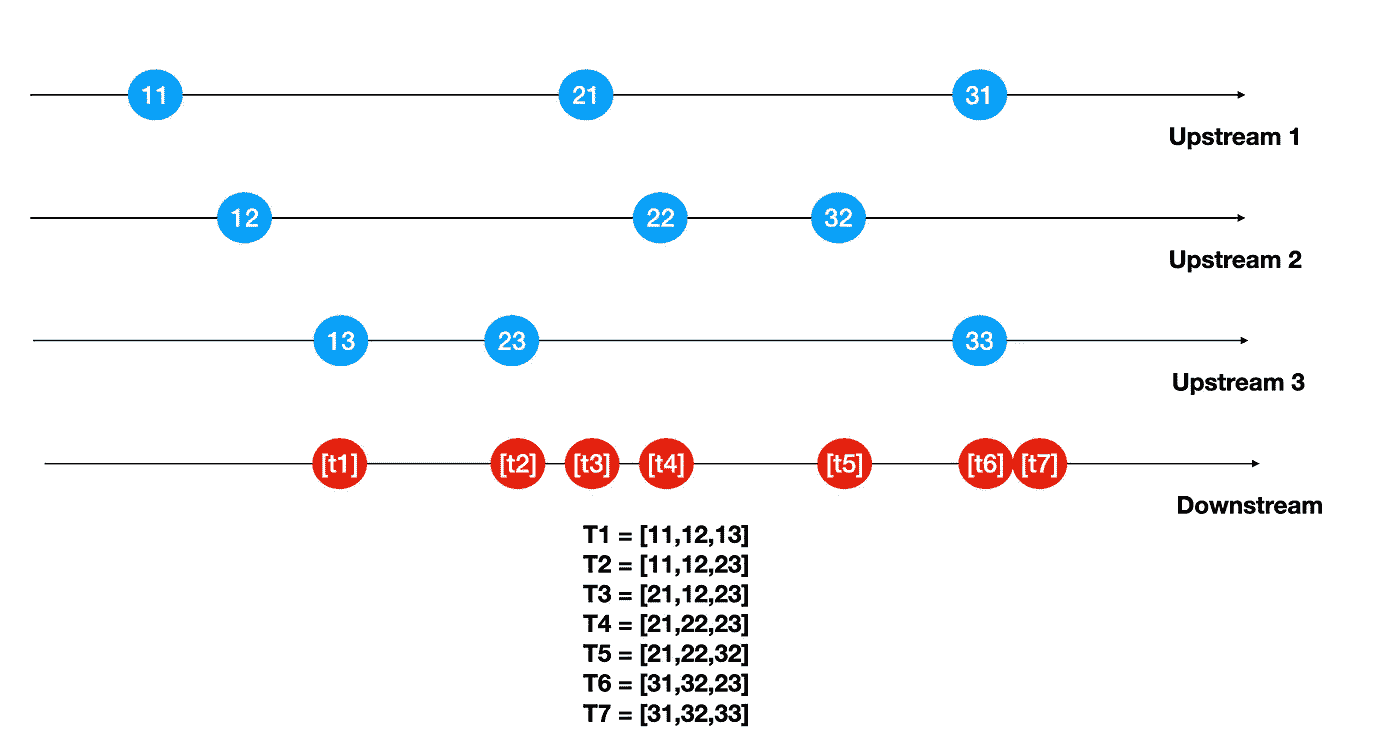 11 21 31
Upstream 1
12 22 32
Upstream 2
13 23 33
Upstream 3
[t1] [t2] [t3] [t4] [t5] [t6] [t7]
Downstream
T1 = [11,12,13]
T2 = [11,12,23]
T3 = [21,12,23]
T4 = [21,22,23]
T5 = [21,22,32]
T6 = [31,32,23]
T7 = [31,32,33]